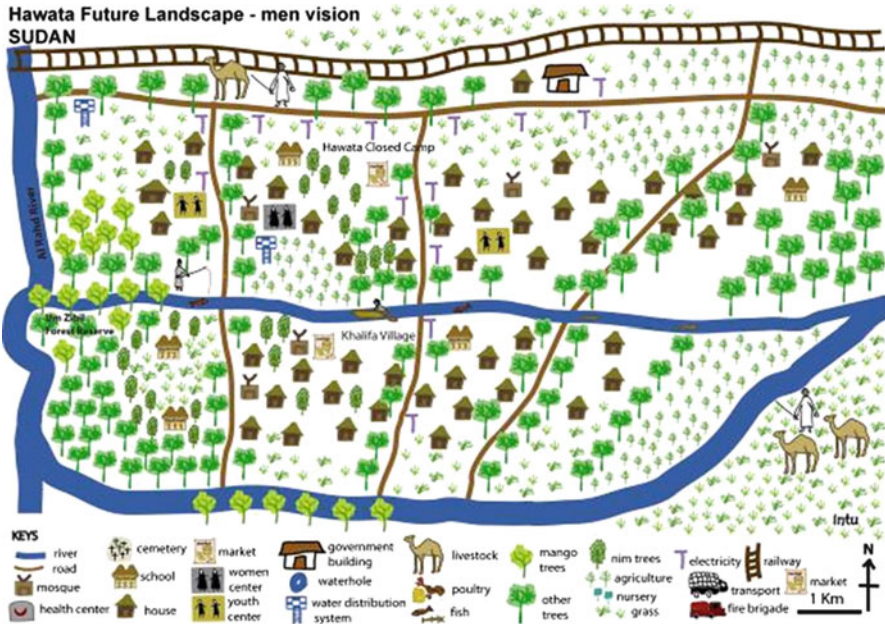 Hawata Future Landscape - men vision
SUDAN
Hawata Closed Camp
Al Rahd River
Um Zibil
Forest Reserve
Khalifa Village
Intu
KEYS
river
road
mosque
health center
cemetery
school
house
market
women
center
youth
center
government
building
waterhole
water distribution
system
livestock
poultry
fish
mango
trees
other
trees
nim trees
agriculture
nursery
grass
electricity
railway
transport
fire brigade
market
1 Km
N